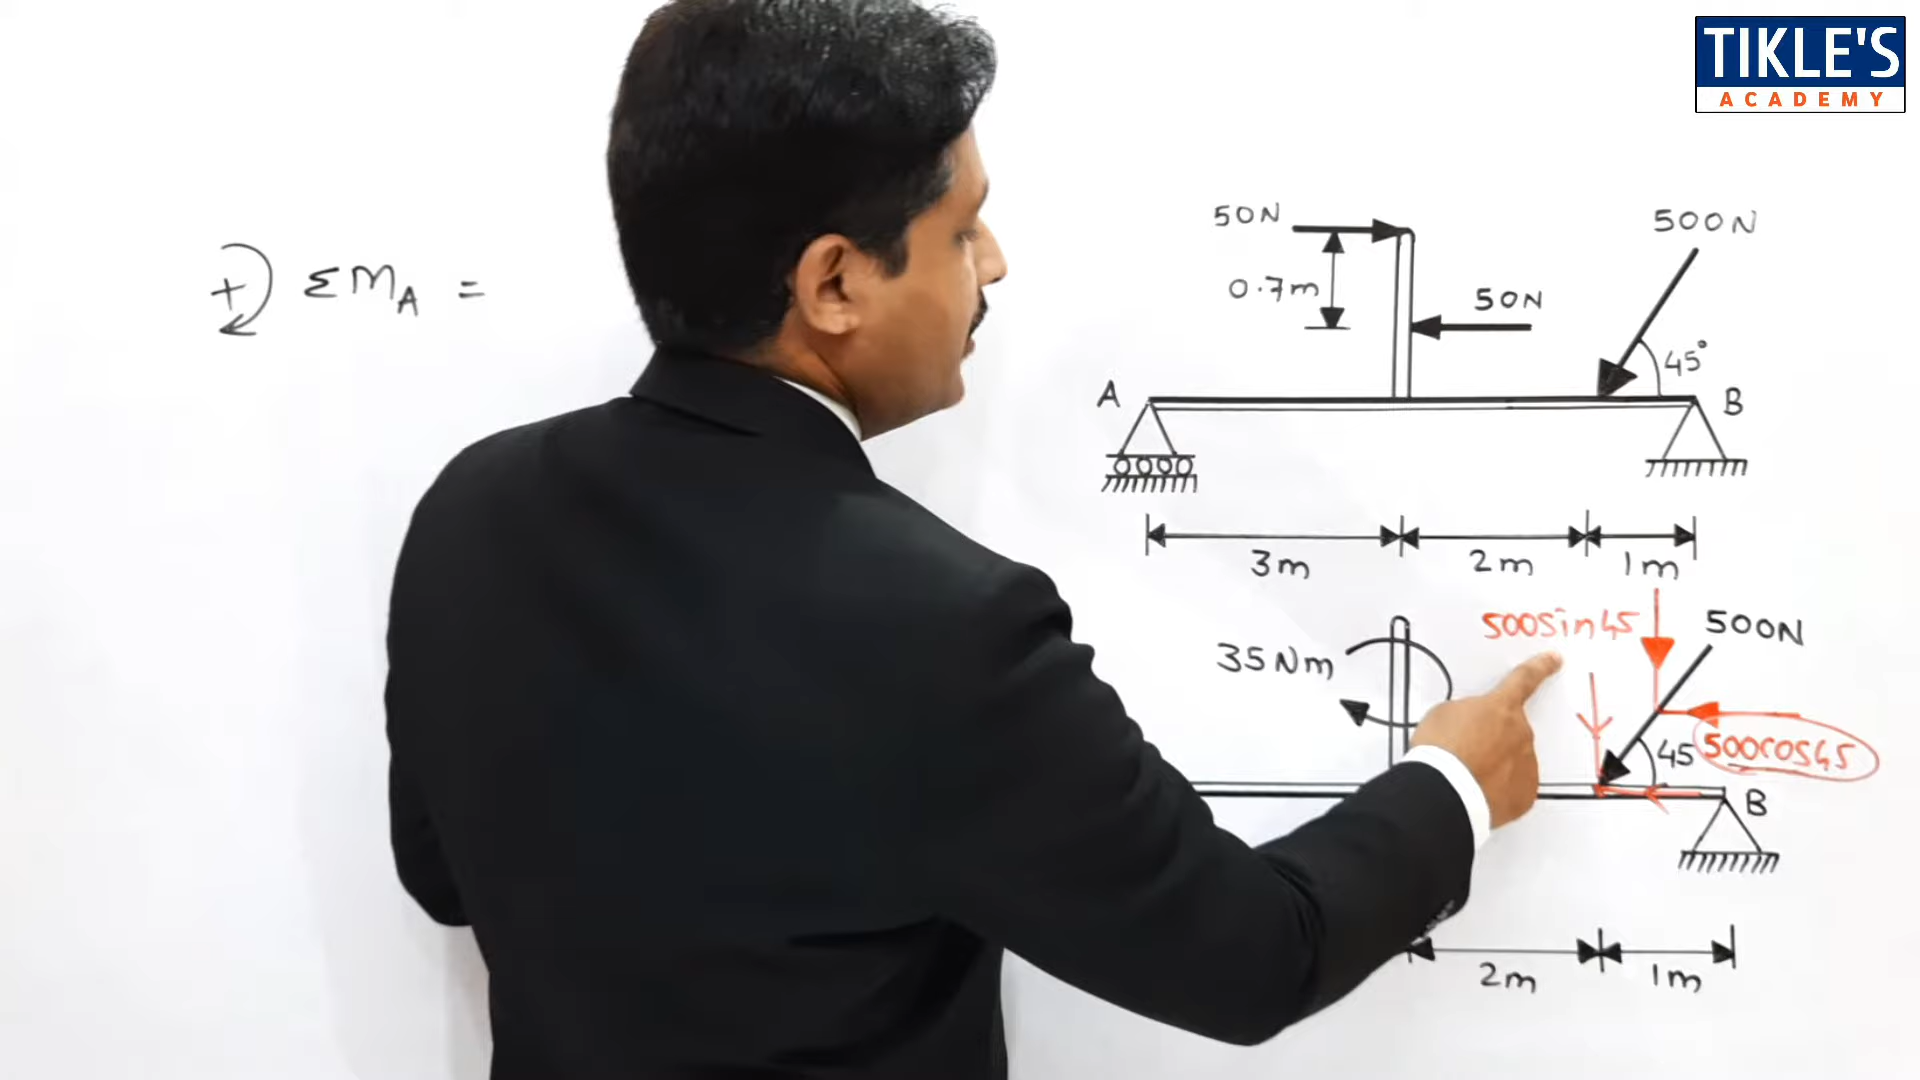 TIKLE'S
ACADEMY
+ ΣMA =
50N
500N
0.7m
50N
45°
A
B
3m
2m
1m
500sin45
500N
35Nm
45
500cos45
B
2m
1m